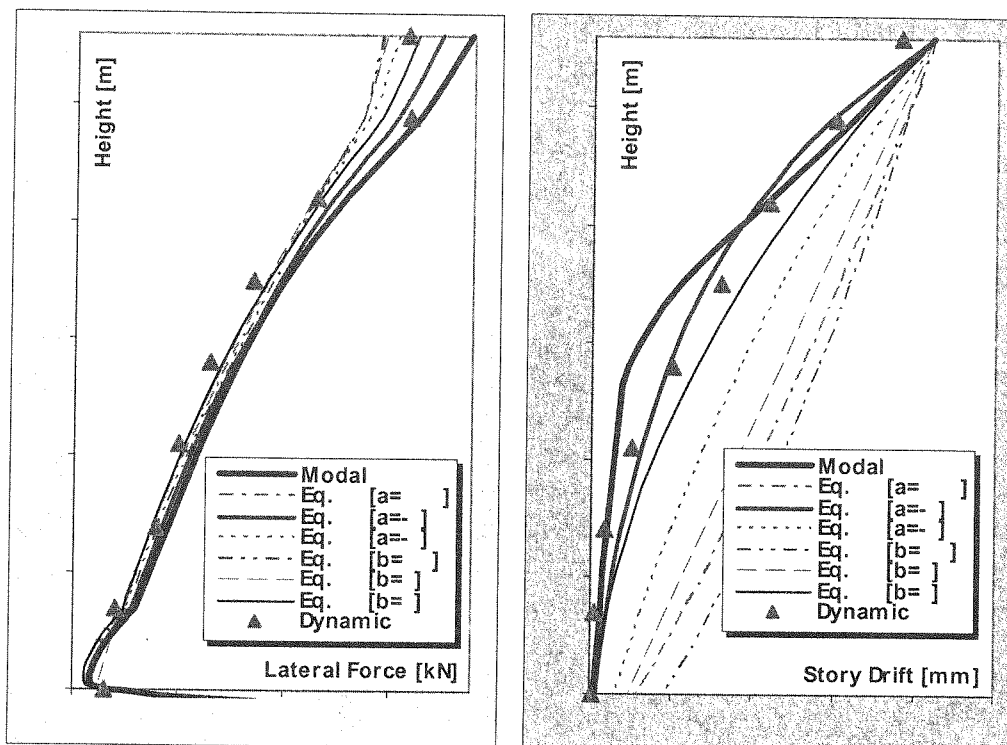 Height [m]
Modal
Eq. [a= ]
Eq. [a=- ]
Eq. [a=- ]
Eq. [b= ]
Eq. [b= ]
Eq. [b= ]
Dynamic
Lateral Force [kN]
Height [m]
Modal
Eq. [a= ]
Eq. [a=- ]
Eq. [a=- ]
Eq. [b= ]
Eq. [b= ]
Eq. [b= ]
Dynamic
Story Drift [mm]